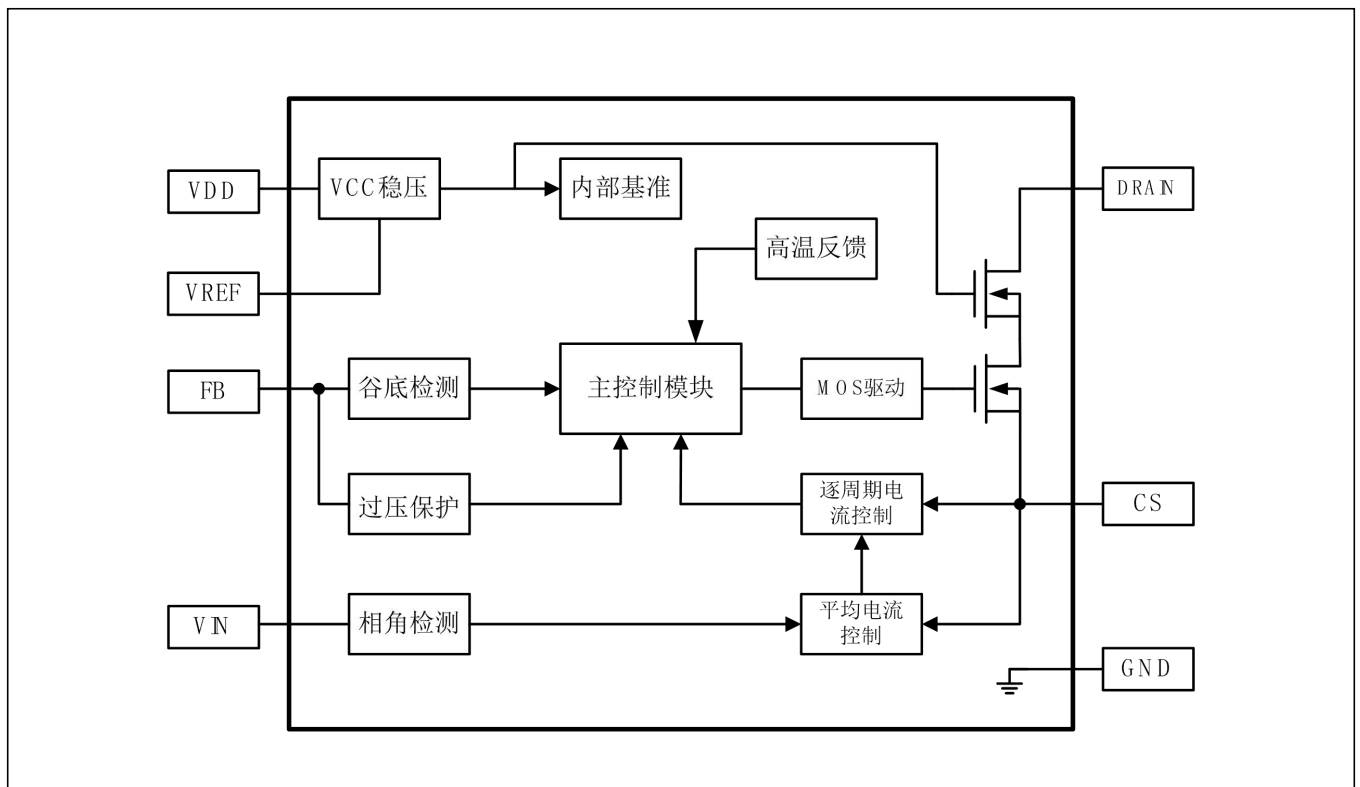 VDD
VCC稳压
内部基准
DRAIN
高温反馈
VREF
FB
谷底检测
主控制模块
MOS驱动
过压保护
逐周期电
流控制
CS
VIN
相角检测
平均电流
控制
GND